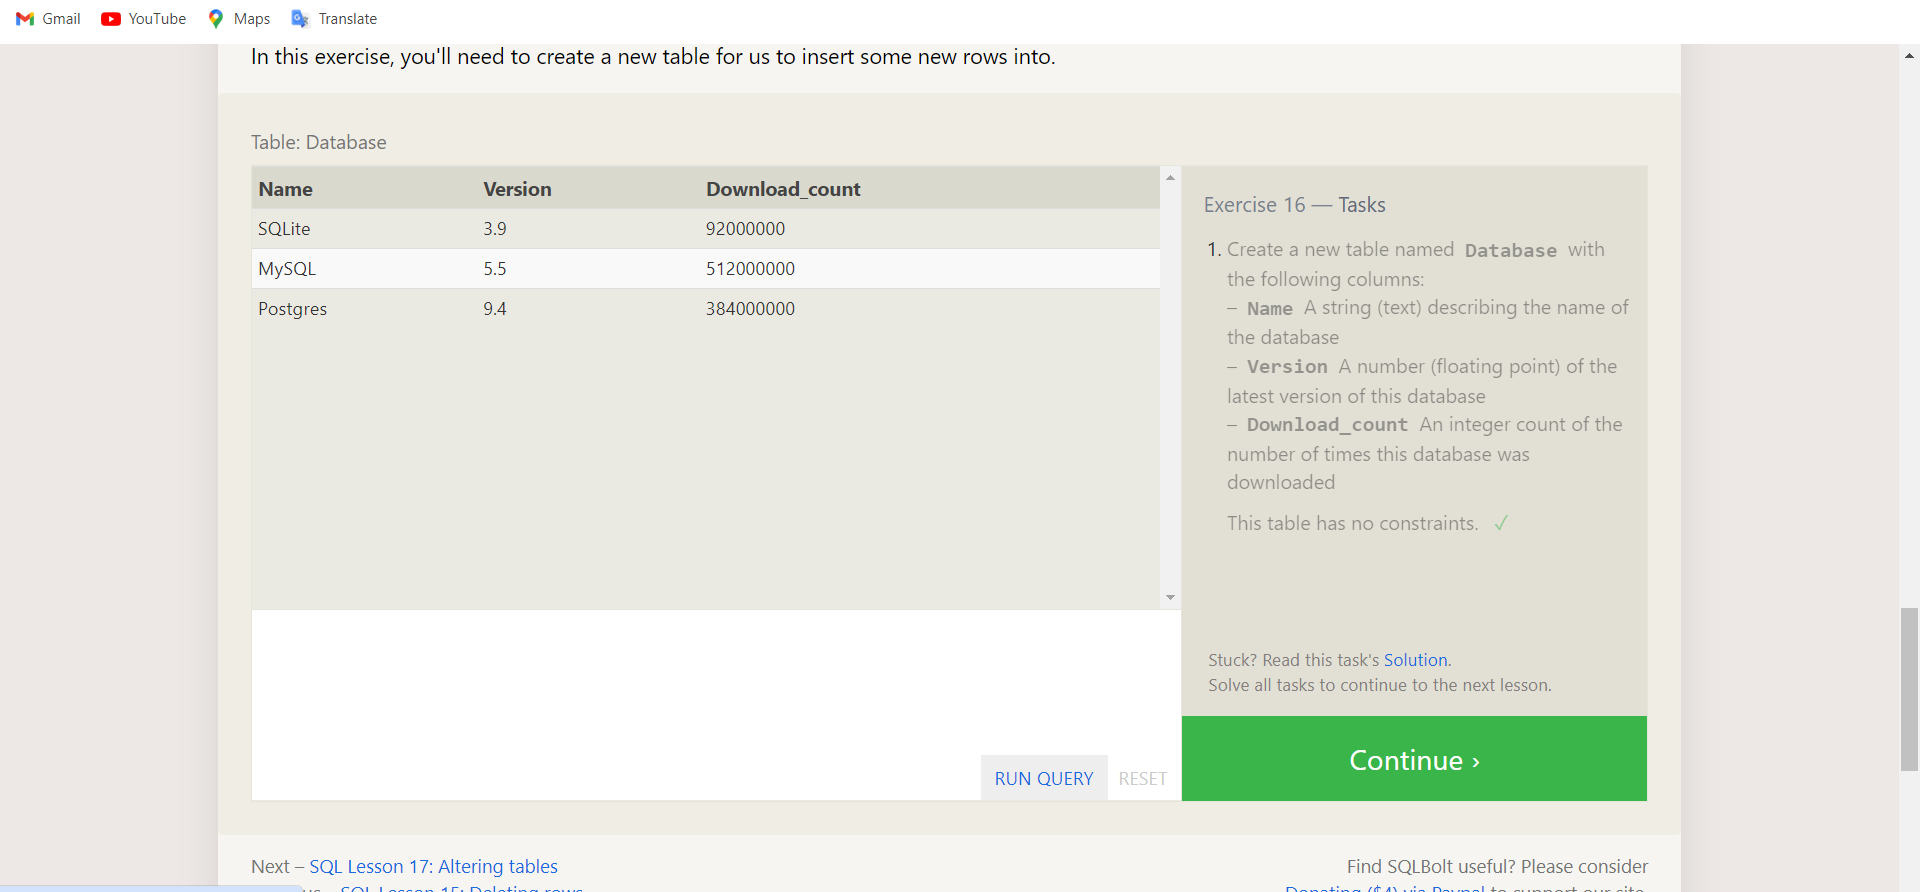 Gmail YouTube Maps Translate
In this exercise, you'll need to create a new table for us to insert some new rows into.
Table: Database
Name Version Download_count
SQLite 3.9 92000000
MySQL 5.5 512000000
Postgres 9.4 384000000
RUN QUERY RESET
Exercise 16 — Tasks
1. Create a new table named Database with
the following columns:
– Name A string (text) describing the name of
the database
– Version A number (floating point) of the
latest version of this database
– Download_count An integer count of the
number of times this database was
downloaded
This table has no constraints. ✓
Stuck? Read this task's Solution.
Solve all tasks to continue to the next lesson.
Continue ›
Next – SQL Lesson 17: Altering tables
SQL Lesson 15: Deleting rows
Find SQLBolt useful? Please consider
Donating ($4) via Paypal to support our site.